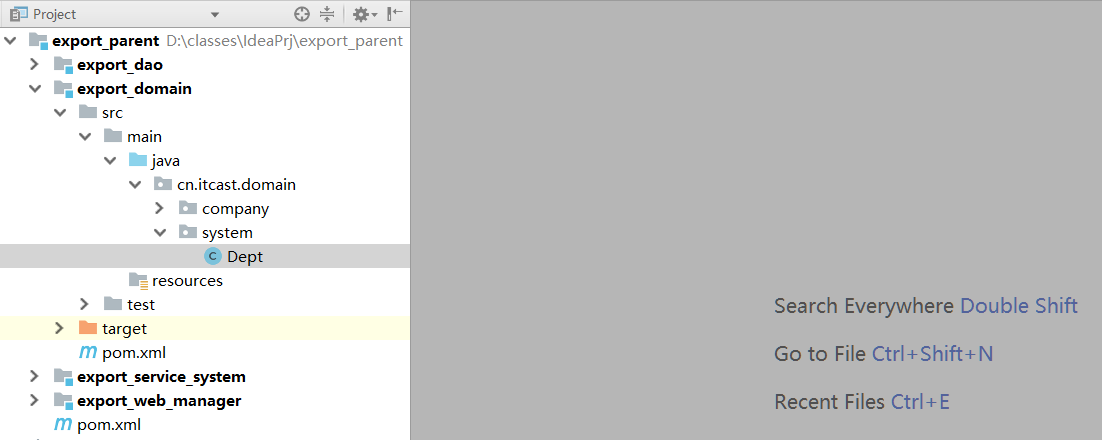 Project
export_parent D:\classes\IdeaPrj\export_parent
export_dao
export_domain
src
main
java
cn.itcast.domain
company
system
C Dept
resources
test
target
m pom.xml
export_service_system
export_web_manager
m pom.xml
Search Everywhere Double Shift
Go to File Ctrl+Shift+N
Recent Files Ctrl+E